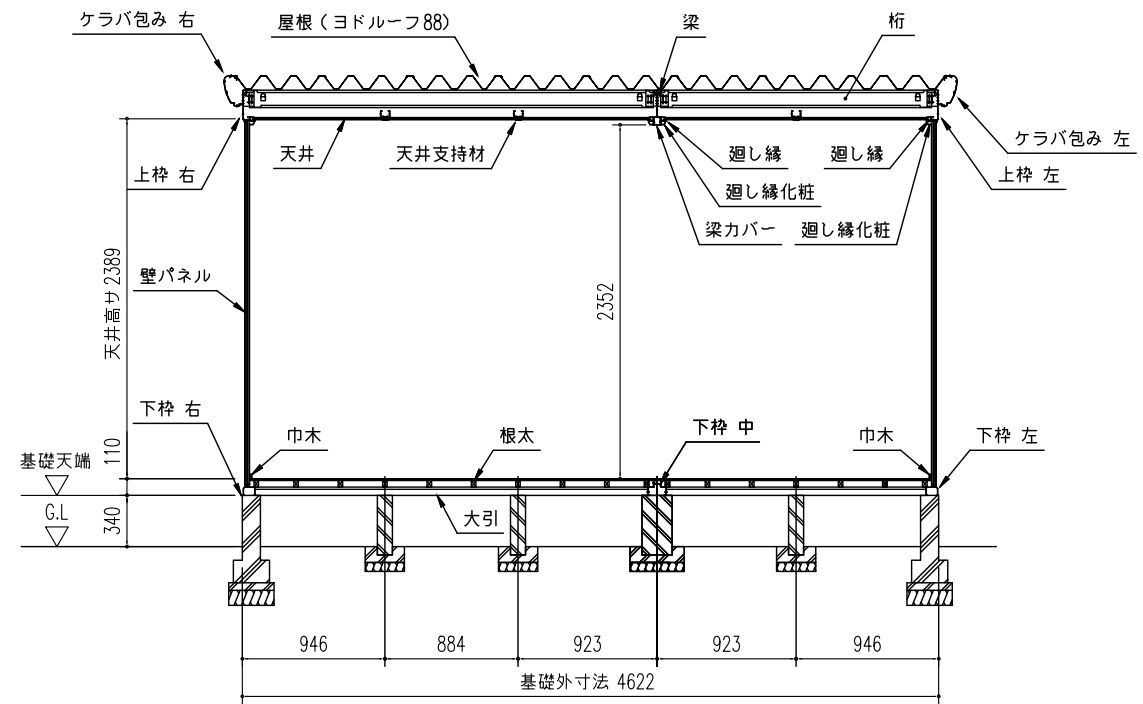 ケラバ包み 右
屋根(ヨドルーフ88)
梁
桁
ケラバ包み 左
天井
天井支持材
廻し縁
廻し縁
上枠 右
上枠 左
廻し縁化粧
梁カバー
廻し縁化粧
天井高サ2389
壁パネル
2352
下枠 右
巾木
根太
下枠 中
巾木
下枠 左
110
基礎天端
G.L
340
大引
946
884
923
923
946
基礎外寸法 4622